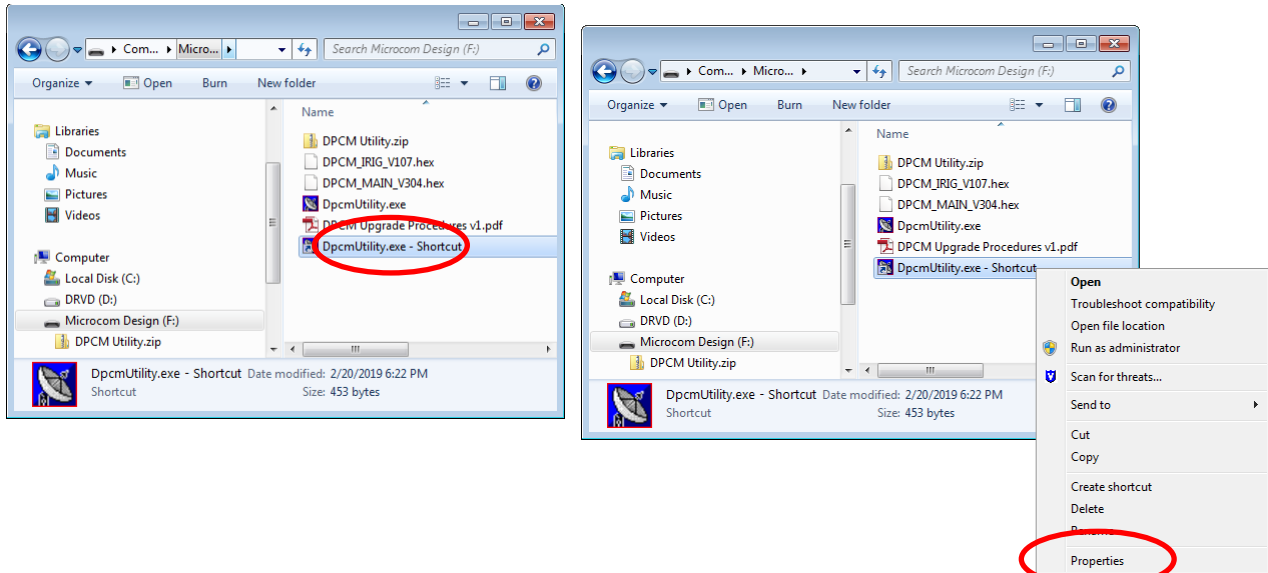 Com... Micro... Search Microcom Design (F:)
Organize Open Burn New folder
Name
Libraries
Documents
Music
Pictures
Videos
Computer
Local Disk (C:)
DRVD (D:)
Microcom Design (F:)
DPCM Utility.zip
DPCM Utility.zip
DPCM_IRIG_V107.hex
DPCM_MAIN_V304.hex
DpcmUtility.exe
DPCM Upgrade Procedures v1.pdf
DpcmUtility.exe - Shortcut
DpcmUtility.exe - Shortcut Date modified: 2/20/2019 6:22 PM
Shortcut Size: 453 bytes
Com... Micro... Search Microcom Design (F:)
Organize Open Burn New folder
Name
Libraries
Documents
Music
Pictures
Videos
Computer
Local Disk (C:)
DRVD (D:)
Microcom Design (F:)
DPCM Utility.zip
DPCM Utility.zip
DPCM_IRIG_V107.hex
DPCM_MAIN_V304.hex
DpcmUtility.exe
DPCM Upgrade Procedures v1.pdf
DpcmUtility.exe - Shortcut
DpcmUtility.exe - Shortcut Date modified: 2/20/2019 6:22 PM
Shortcut Size: 453 bytes
Open
Troubleshoot compatibility
Open file location
Run as administrator
Scan for threats...
Send to
Cut
Copy
Create shortcut
Delete
Rename
Properties